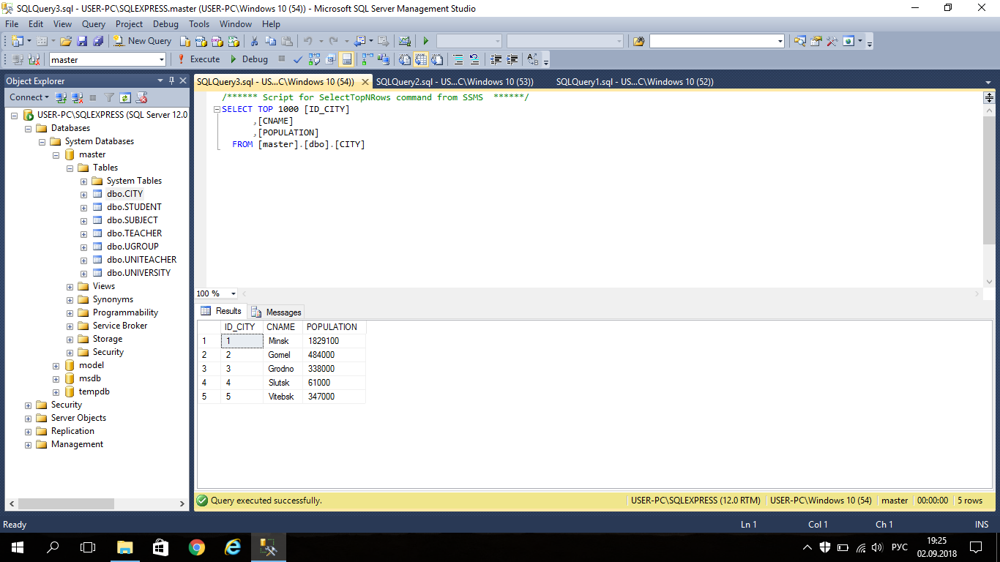 SQLQuery3.sql - USER-PC\SQLEXPRESS.master (USER-PC\Windows 10 (54)) - Microsoft SQL Server Management Studio
File Edit View Query Project Debug Tools Window Help
New Query
master Execute Debug
Object Explorer
Connect
USER-PC\SQLEXPRESS (SQL Server 12.0
Databases
System Databases
master
Tables
System Tables
dbo.CITY
dbo.STUDENT
dbo.SUBJECT
dbo.TEACHER
dbo.UGROUP
dbo.UNITEACHER
dbo.UNIVERSITY
Views
Synonyms
Programmability
Service Broker
Storage
Security
model
msdb
tempdb
Security
Server Objects
Replication
Management
SQLQuery3.sql - US...C\Windows 10 (54)) SQLQuery2.sql - US...C\Windows 10 (53)) SQLQuery1.sql - US...C\Windows 10 (52))
/****** Script for SelectTopNRows command from SSMS  ******/
SELECT TOP 1000 [ID_CITY]
,[CNAME]
,[POPULATION]
FROM [master].[dbo].[CITY]
100 %
Results Messages
ID_CITY CNAME POPULATION
1 1 Minsk 1829100
2 2 Gomel 484000
3 3 Grodno 338000
4 4 Slutsk 61000
5 5 Vitebsk 347000
Query executed successfully. USER-PC\SQLEXPRESS (12.0 RTM) USER-PC\Windows 10 (54) master 00:00:00 5 rows
Ready Ln 1 Col 1 Ch 1 INS
РУС 19:25
02.09.2018